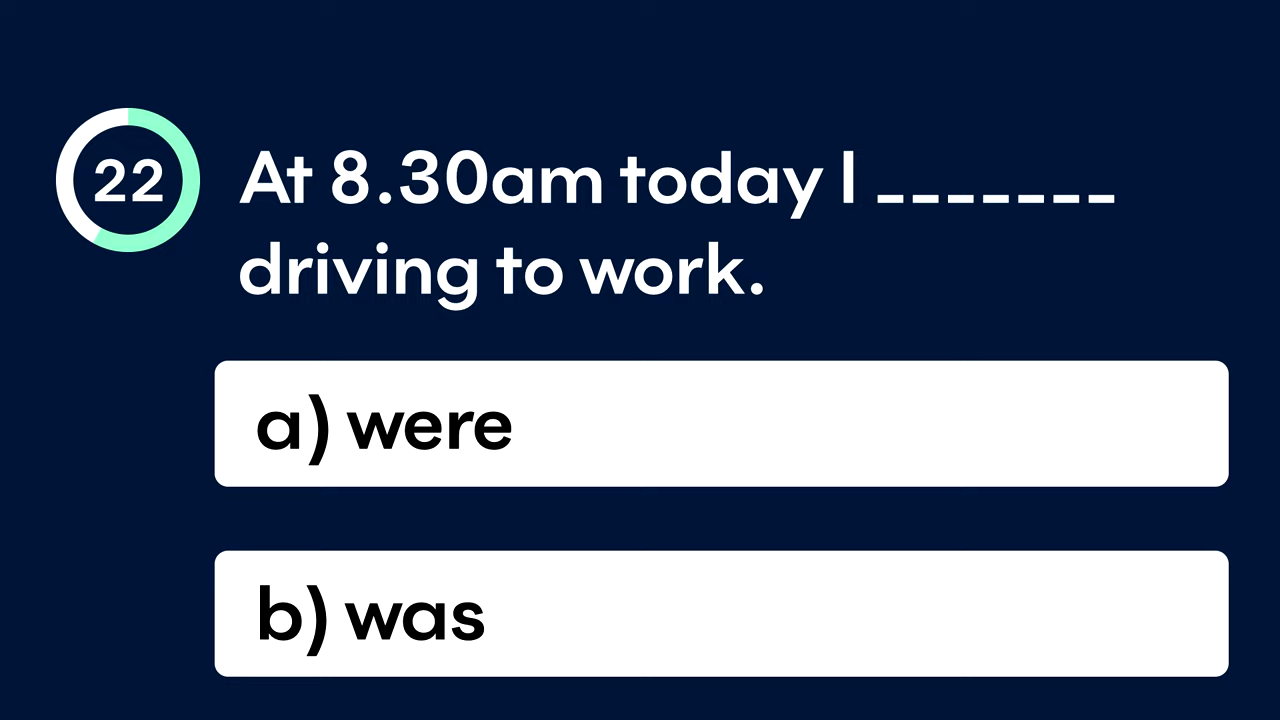 22
At 8.30am today I _______
driving to work.
a) were
b) was